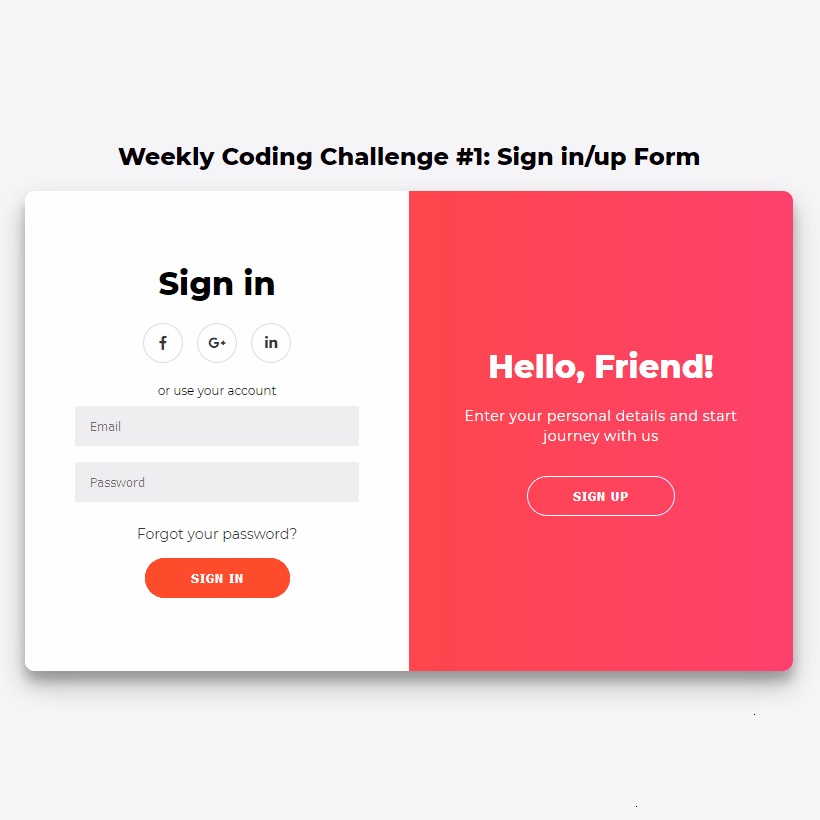 Weekly Coding Challenge #1: Sign in/up Form
Sign in
f G+ in
or use your account
Email
Password
Forgot your password?
SIGN IN
Hello, Friend!
Enter your personal details and start
journey with us
SIGN UP